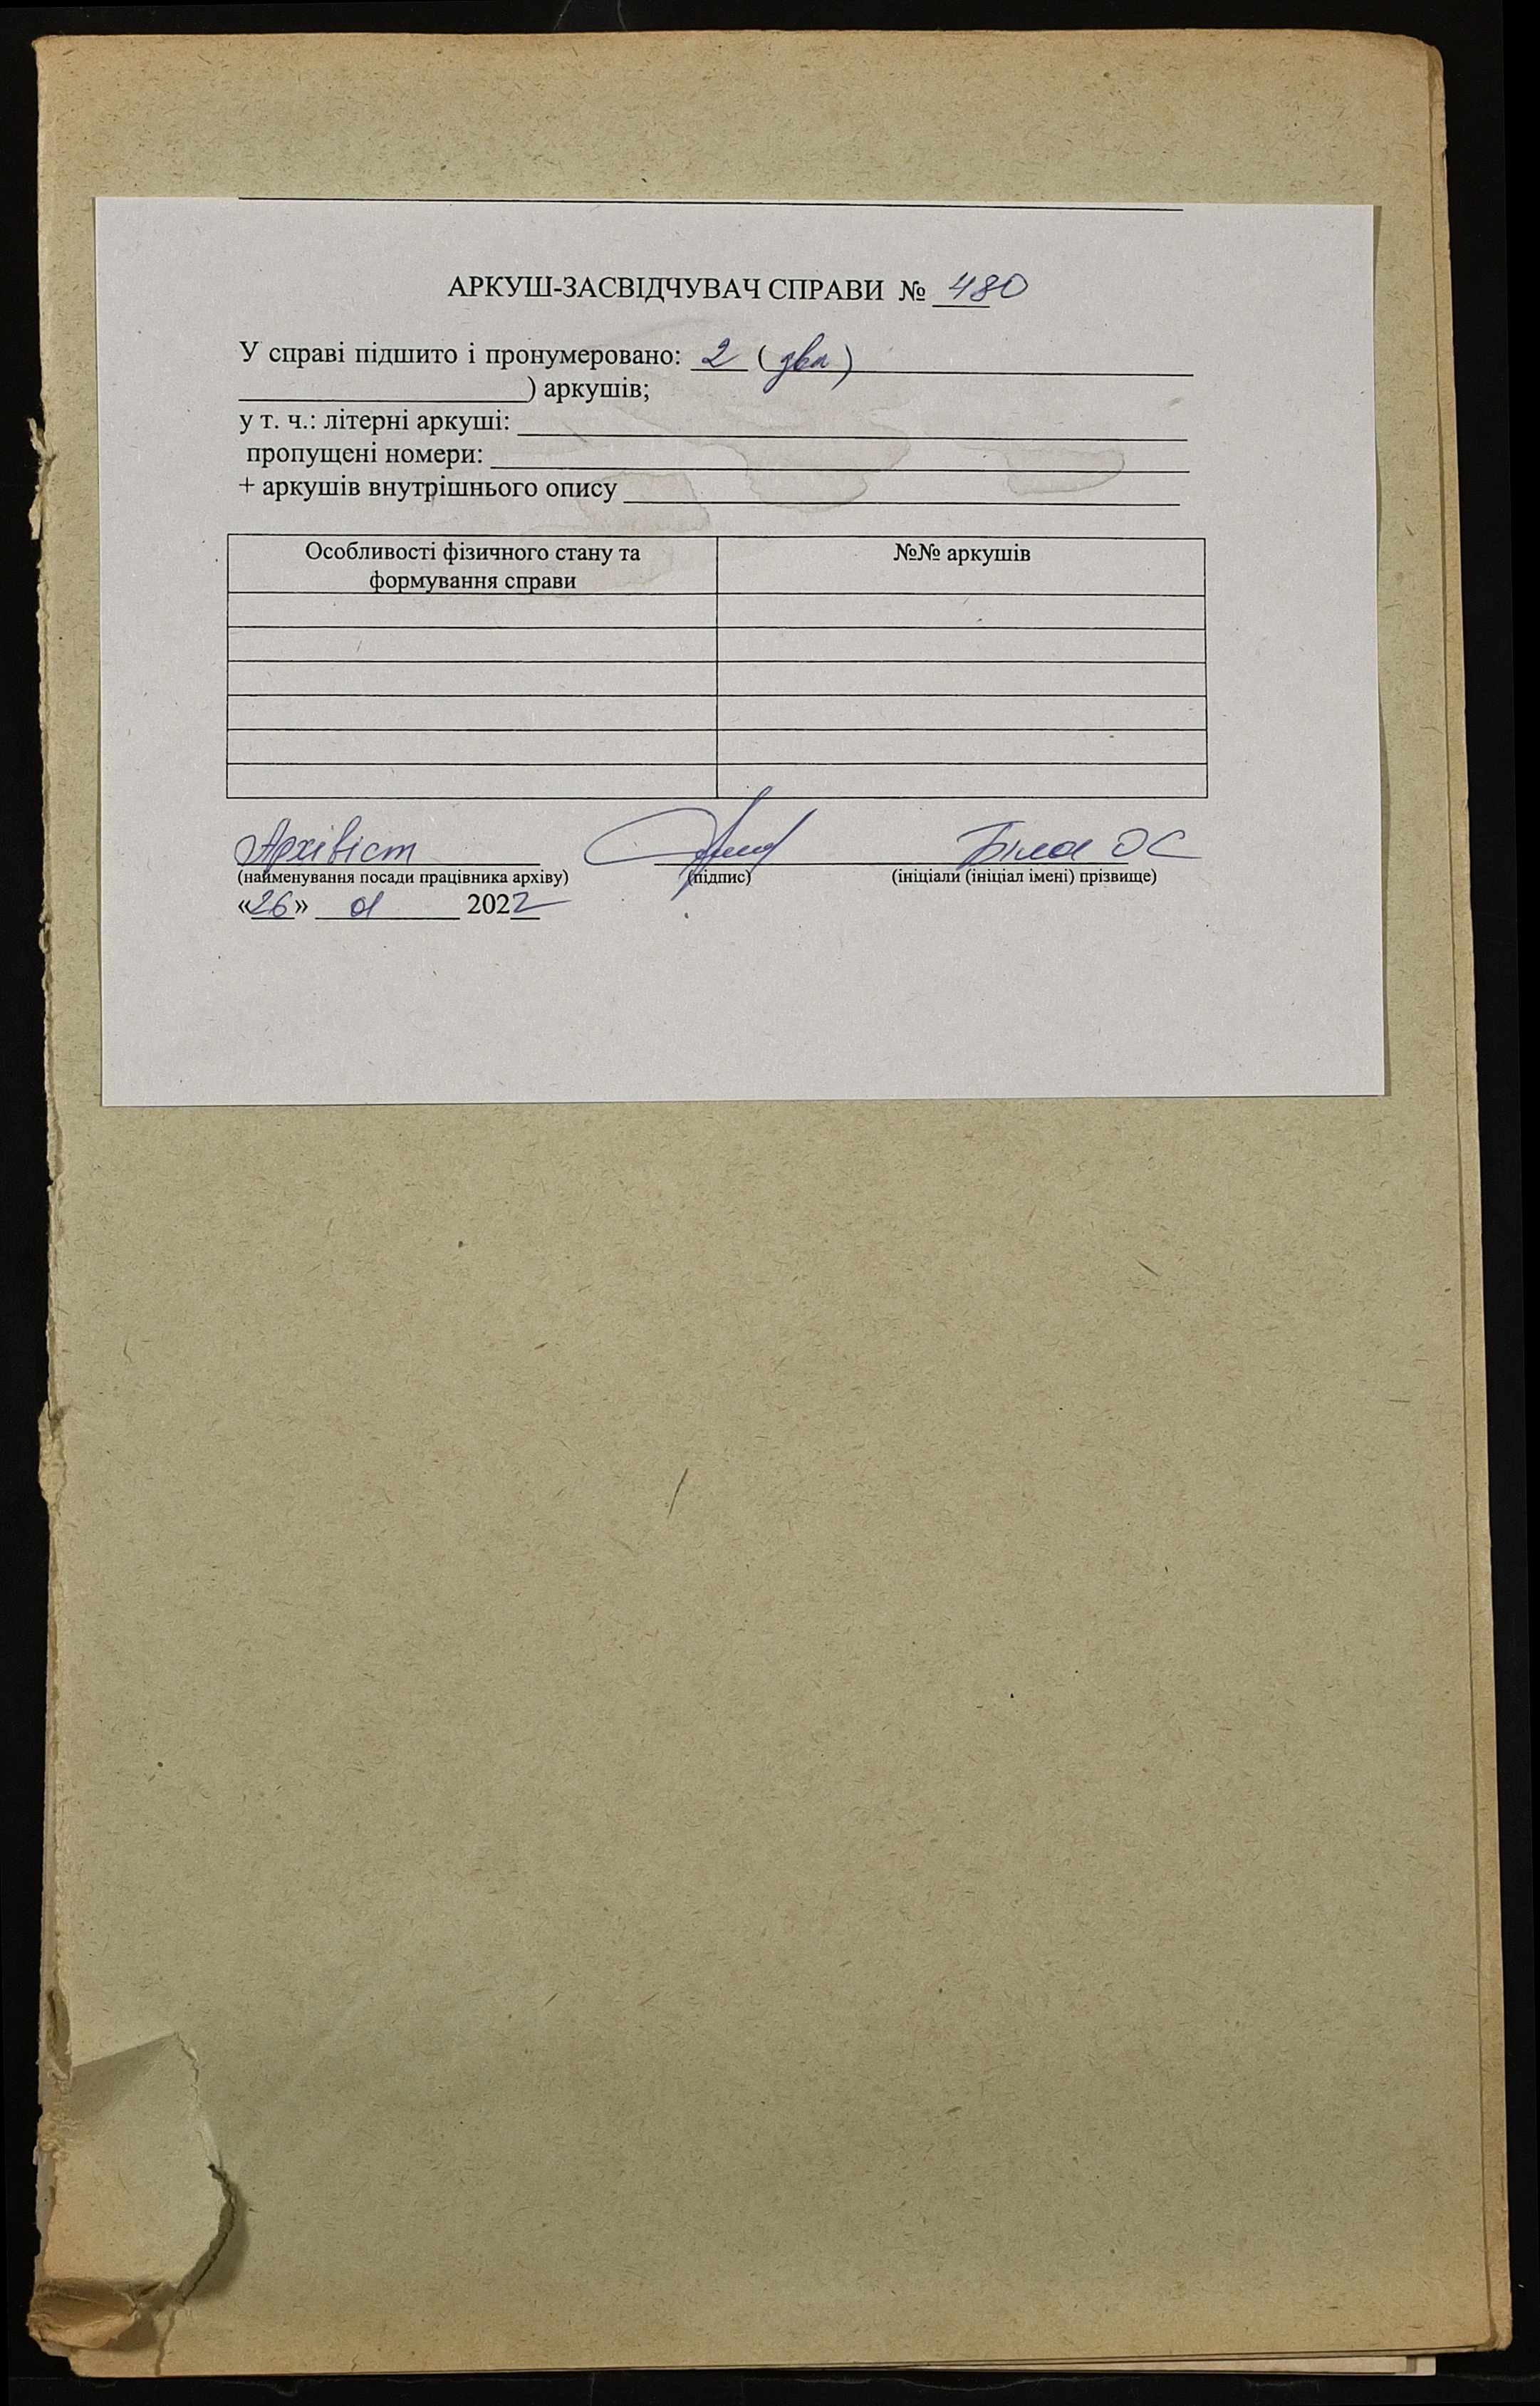 АРКУШ-ЗАСВІДЧУВАЧ СПРАВИ № 480
У справі підшито і пронумеровано: 2 (два)
) аркушів;
у т. ч.: літерні аркуші:
пропущені номери:
+ аркушів внутрішнього опису
Особливості фізичного стану та №№ аркушів
формування справи
Архівіст Біла ОС
(найменування посади працівника архіву) (підпис) (ініціали (ініціал імені) прізвище)
«26» 01 2022